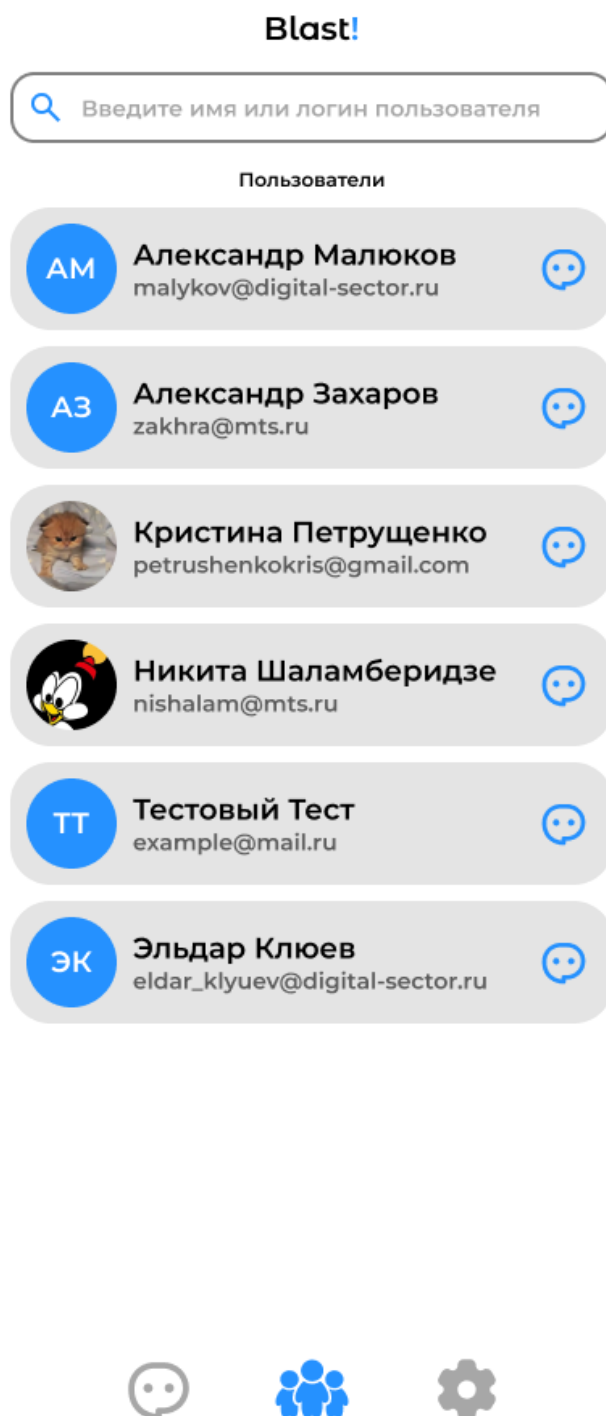 Blast!
Введите имя или логин пользователя
Пользователи
АМ
Александр Малюков
malykov@digital-sector.ru
АЗ
Александр Захаров
zakhra@mts.ru
Кристина Петрущенко
petrushenkokris@gmail.com
Никита Шаламберидзе
nishalam@mts.ru
ТТ
Тестовый Тест
example@mail.ru
ЭК
Эльдар Клюев
eldar_klyuev@digital-sector.ru